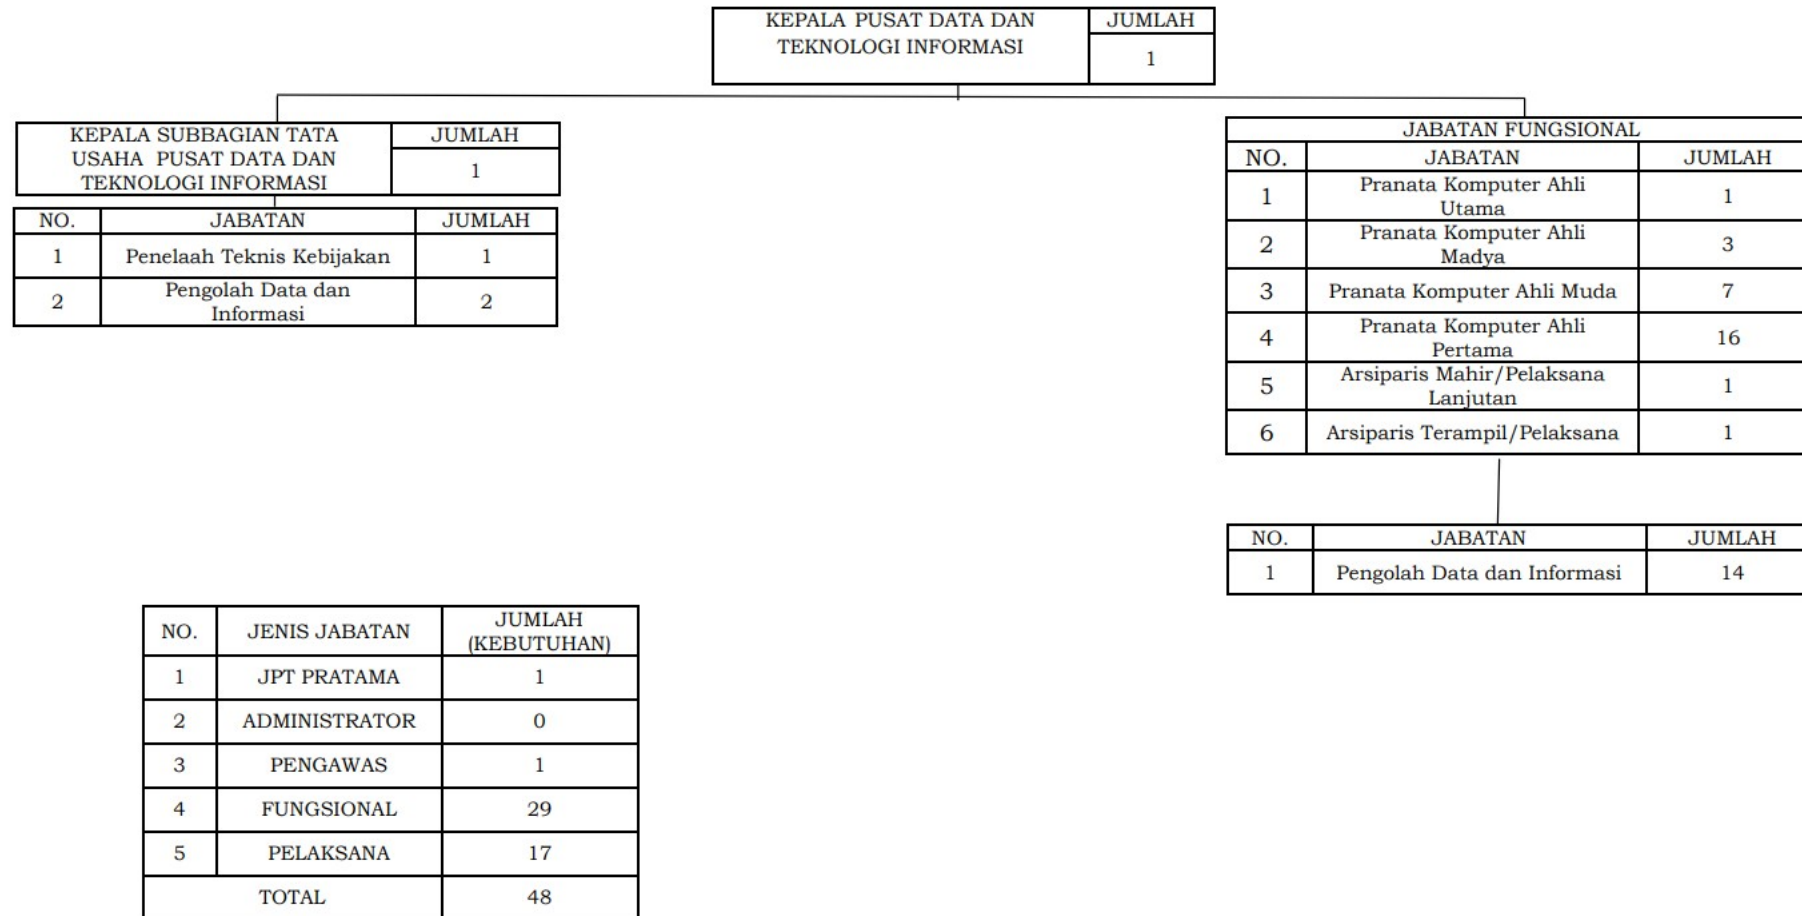 KEPALA PUSAT DATA DAN
TEKNOLOGI INFORMASI
JUMLAH
1
KEPALA SUBBAGIAN TATA
USAHA PUSAT DATA DAN
TEKNOLOGI INFORMASI
JUMLAH
1
NO. JABATAN JUMLAH
1 Penelaah Teknis Kebijakan 1
2 Pengolah Data dan
Informasi 2
JABATAN FUNGSIONAL
NO. JABATAN JUMLAH
1 Pranata Komputer Ahli
Utama 1
2 Pranata Komputer Ahli
Madya 3
3 Pranata Komputer Ahli Muda 7
4 Pranata Komputer Ahli
Pertama 16
5 Arsiparis Mahir/Pelaksana
Lanjutan 1
6 Arsiparis Terampil/Pelaksana 1
NO. JABATAN JUMLAH
1 Pengolah Data dan Informasi 14
NO. JENIS JABATAN JUMLAH
(KEBUTUHAN)
1 JPT PRATAMA 1
2 ADMINISTRATOR 0
3 PENGAWAS 1
4 FUNGSIONAL 29
5 PELAKSANA 17
TOTAL 48